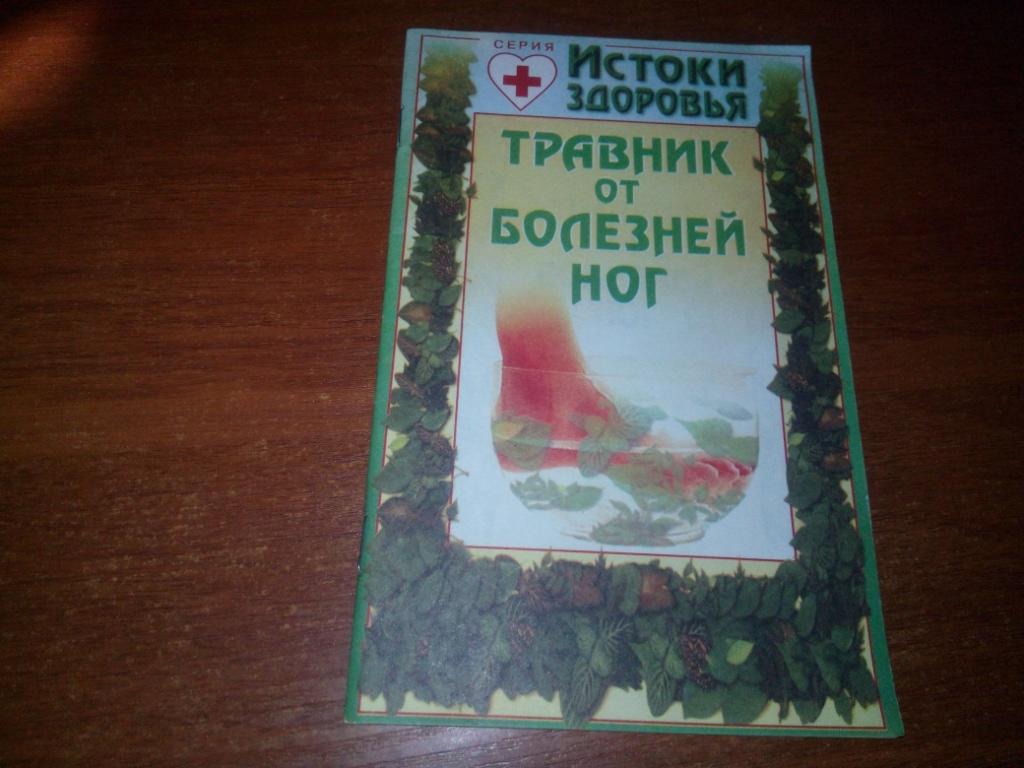 СЕРИЯ
ИСТОКИ
ЗДОРОВЬЯ
ТРАВНИК
ОТ
БОЛЕЗНЕЙ
НОГ